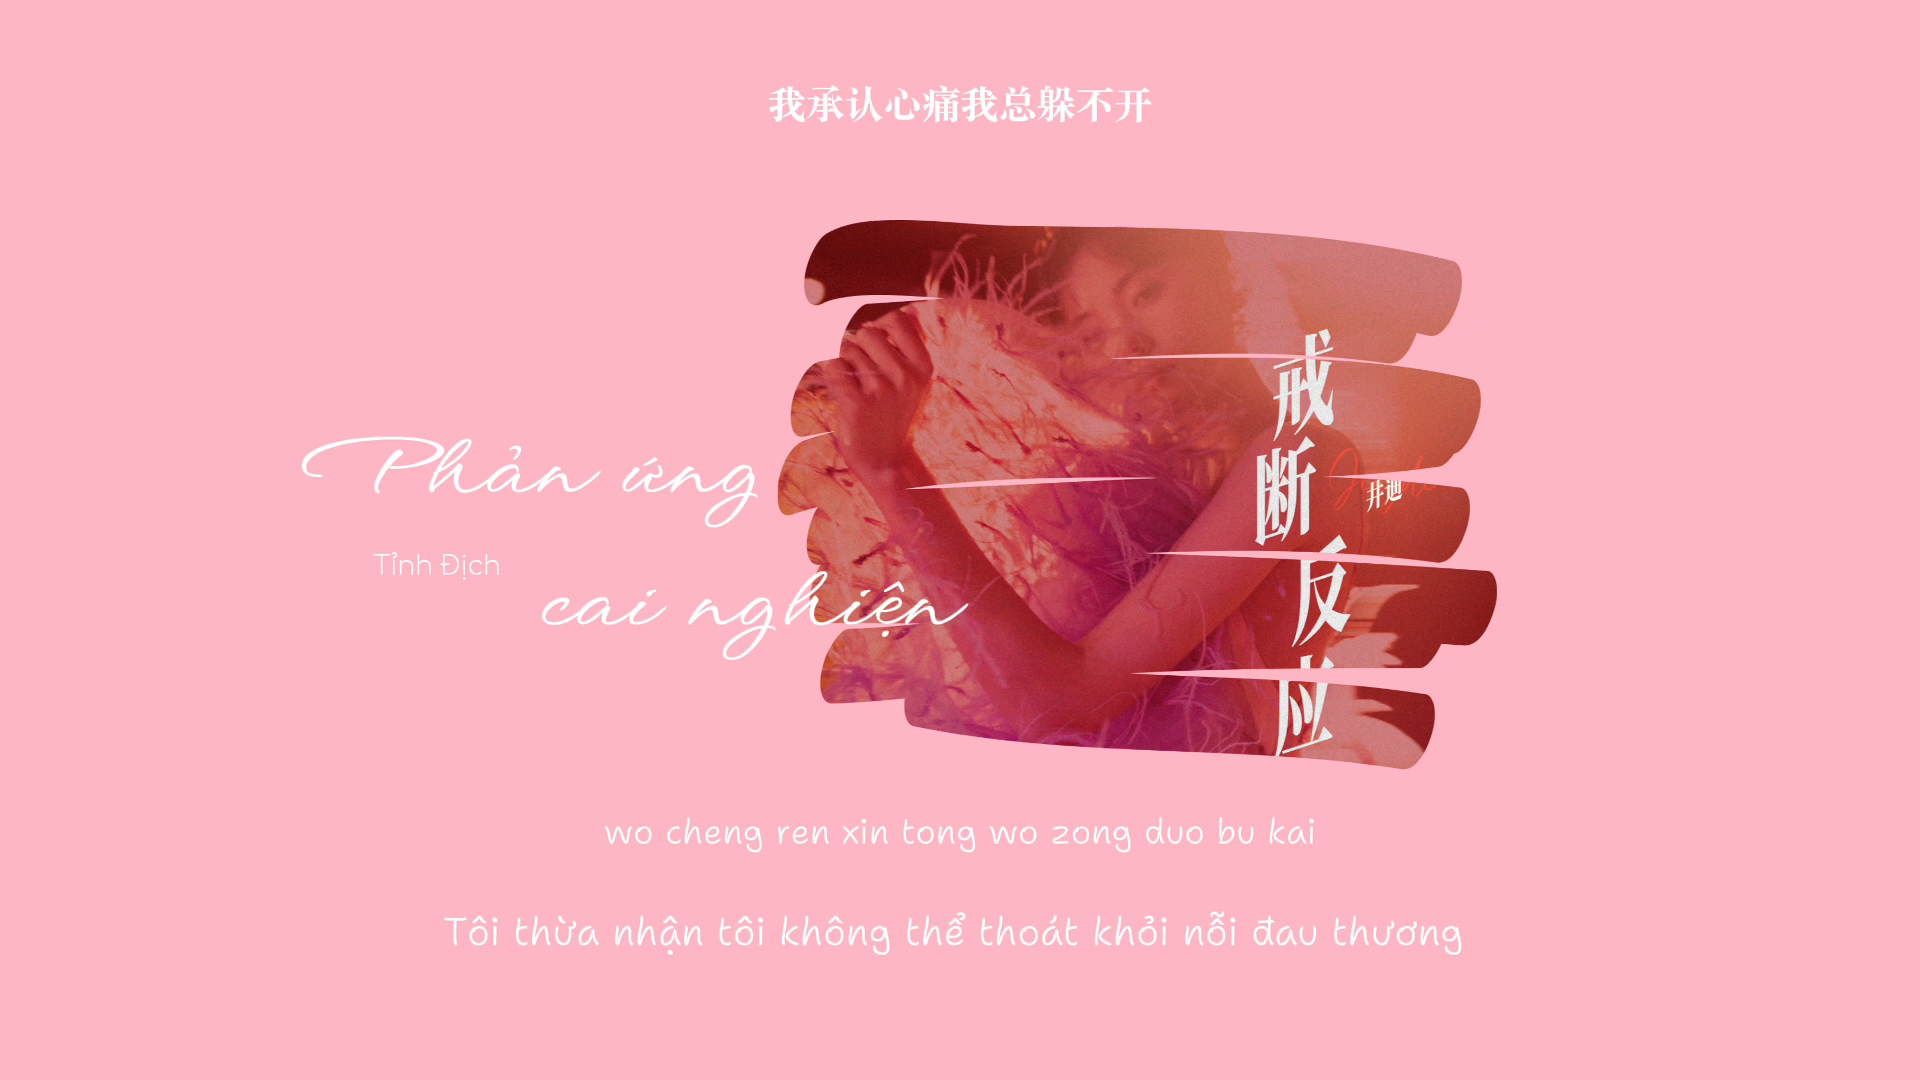 我承认心痛我总躲不开
戒断反应
井迪
Phản ứng
Tỉnh Địch
cai nghiện
wo cheng ren xin tong wo zong duo bu kai
Tôi thừa nhận tôi không thể thoát khỏi nỗi đau thương